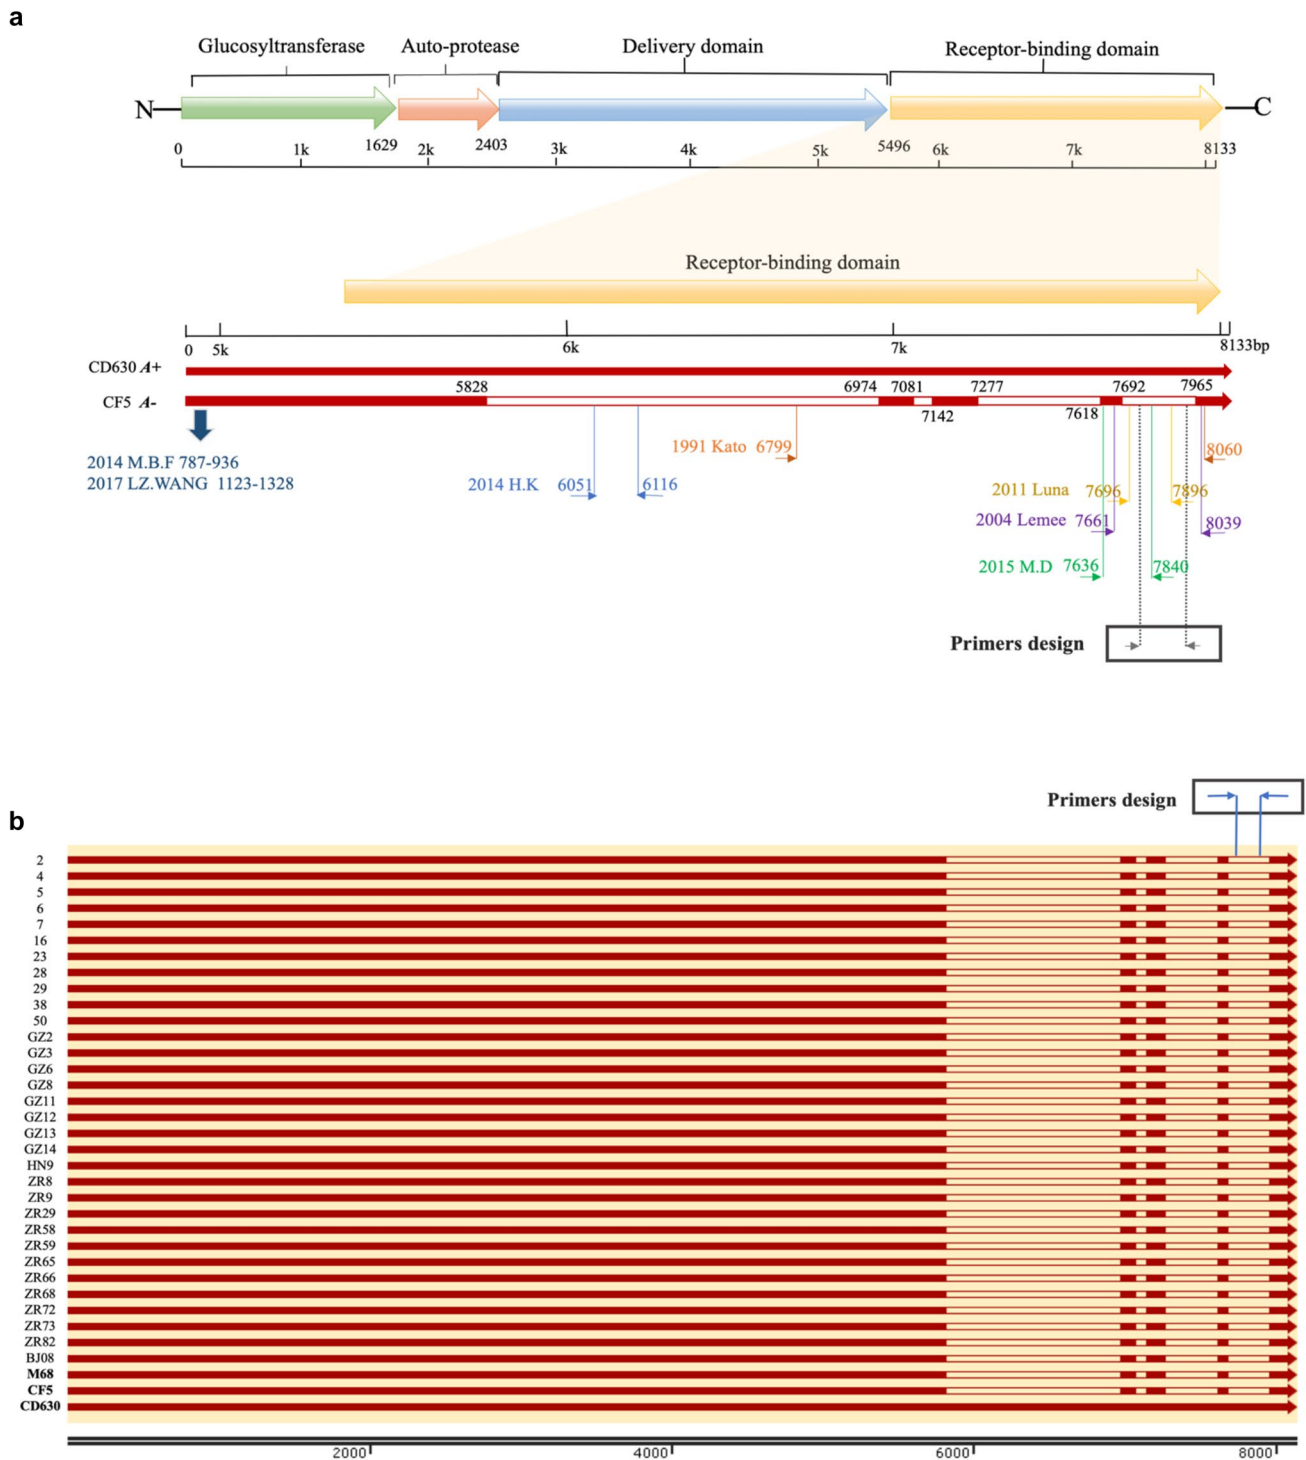 a
Glucosyltransferase Auto-protease Delivery domain Receptor-binding domain
N C
0 1k 1629 2k 2403 3k 4k 5k 5496 6k 7k 8133
Receptor-binding domain
0 5k 6k 7k 8133bp
CD630 A+
5828 6974 7081 7277 7692 7965
CF5 A-
7142 7618
1991 Kato 6799 8060
2014 M.B.F 787-936
2017 LZ.WANG 1123-1328
2014 H.K 6051 6116
2011 Luna 7696 7896
2004 Lemee 7661 8039
2015 M.D 7636 7840
Primers design
Primers design
b
2
4
5
6
7
16
23
28
29
38
50
GZ2
GZ3
GZ6
GZ8
GZ11
GZ12
GZ13
GZ14
HN9
ZR8
ZR9
ZR29
ZR58
ZR59
ZR65
ZR66
ZR68
ZR72
ZR73
ZR82
BJ08
M68
CF5
CD630
2000 4000 6000 8000